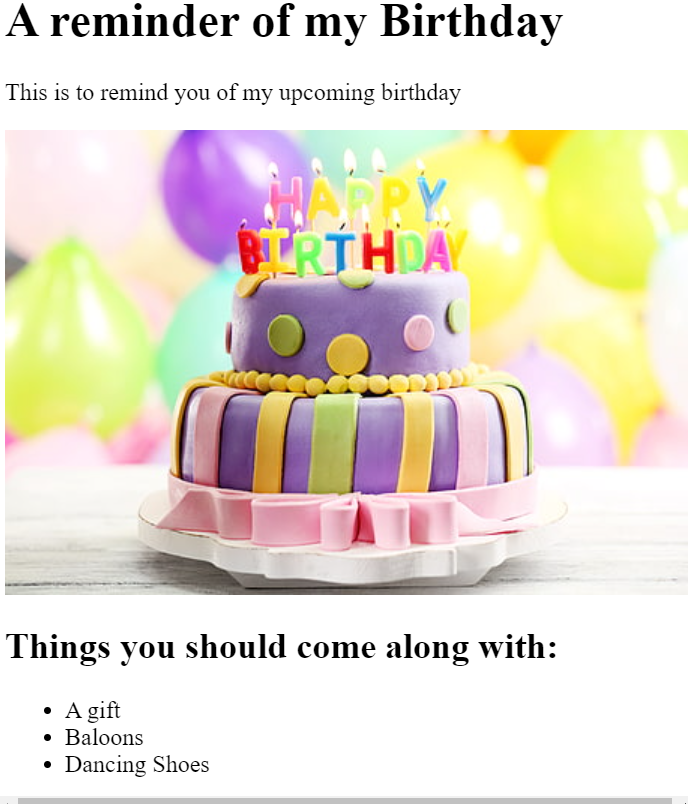 A reminder of my Birthday
This is to remind you of my upcoming birthday
HAPPY
BIRTHDAY
Things you should come along with:
A gift
Baloons
Dancing Shoes